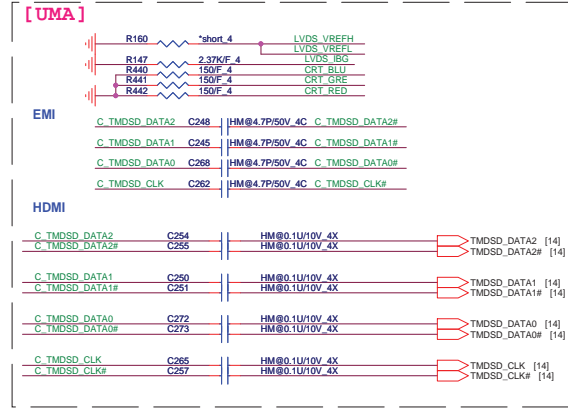 [UMA]
R160 *short_4 LVDS_VREFH
LVDS_VREFL
R147 2.37K/F_4 LVDS_IBG
R440 150/F_4 CRT_BLU
R441 150/F_4 CRT_GRE
R442 150/F_4 CRT_RED
EMI
C_TMDSD_DATA2 C248 HM@4.7P/50V_4C C_TMDSD_DATA2#
C_TMDSD_DATA1 C245 HM@4.7P/50V_4C C_TMDSD_DATA1#
C_TMDSD_DATA0 C268 HM@4.7P/50V_4C C_TMDSD_DATA0#
C_TMDSD_CLK C262 HM@4.7P/50V_4C C_TMDSD_CLK#
HDMI
C_TMDSD_DATA2 C254 HM@0.1U/10V_4X TMDSD_DATA2 [14]
C_TMDSD_DATA2# C255 HM@0.1U/10V_4X TMDSD_DATA2# [14]
C_TMDSD_DATA1 C250 HM@0.1U/10V_4X TMDSD_DATA1 [14]
C_TMDSD_DATA1# C251 HM@0.1U/10V_4X TMDSD_DATA1# [14]
C_TMDSD_DATA0 C272 HM@0.1U/10V_4X TMDSD_DATA0 [14]
C_TMDSD_DATA0# C273 HM@0.1U/10V_4X TMDSD_DATA0# [14]
C_TMDSD_CLK C265 HM@0.1U/10V_4X TMDSD_CLK [14]
C_TMDSD_CLK# C257 HM@0.1U/10V_4X TMDSD_CLK# [14]